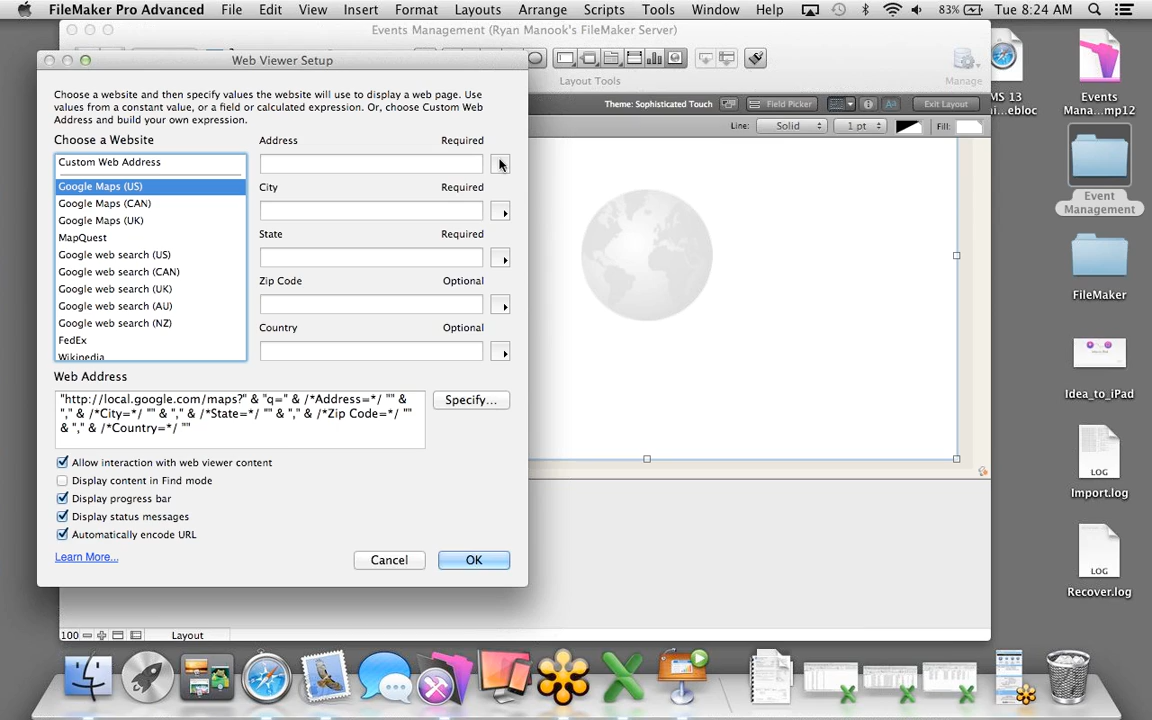 FileMaker Pro Advanced File Edit View Insert Format Layouts Arrange Scripts Tools Window Help 83% Tue 8:24 AM
Events Management (Ryan Manook's FileMaker Server)
Layout Tools
Manage
Theme: Sophisticated Touch Field Picker Aa Exit Layout
Line: Solid 1 pt Fill:
Web Viewer Setup
Choose a website and then specify values the website will use to display a web page. Use
values from a constant value, or a field or calculated expression. Or, choose Custom Web
Address and build your own expression.
Choose a Website
Custom Web Address
Google Maps (US)
Google Maps (CAN)
Google Maps (UK)
MapQuest
Google web search (US)
Google web search (CAN)
Google web search (UK)
Google web search (AU)
Google web search (NZ)
FedEx
Wikipedia
Address Required
City Required
State Required
Zip Code Optional
Country Optional
Web Address
"http://local.google.com/maps?" & "q=" & /*Address=*/ "" &
"," & /*City=*/ "" & "," & /*State=*/ "" & "," & /*Zip Code=*/ ""
& "," & /*Country=*/ ""
Specify...
Allow interaction with web viewer content
Display content in Find mode
Display progress bar
Display status messages
Automatically encode URL
Learn More...
Cancel OK
100 Layout
MS 13
ebloc
Events
Mana...mp12
Event
Management
FileMaker
Idea_to_iPad
LOG
Import.log
LOG
Recover.log